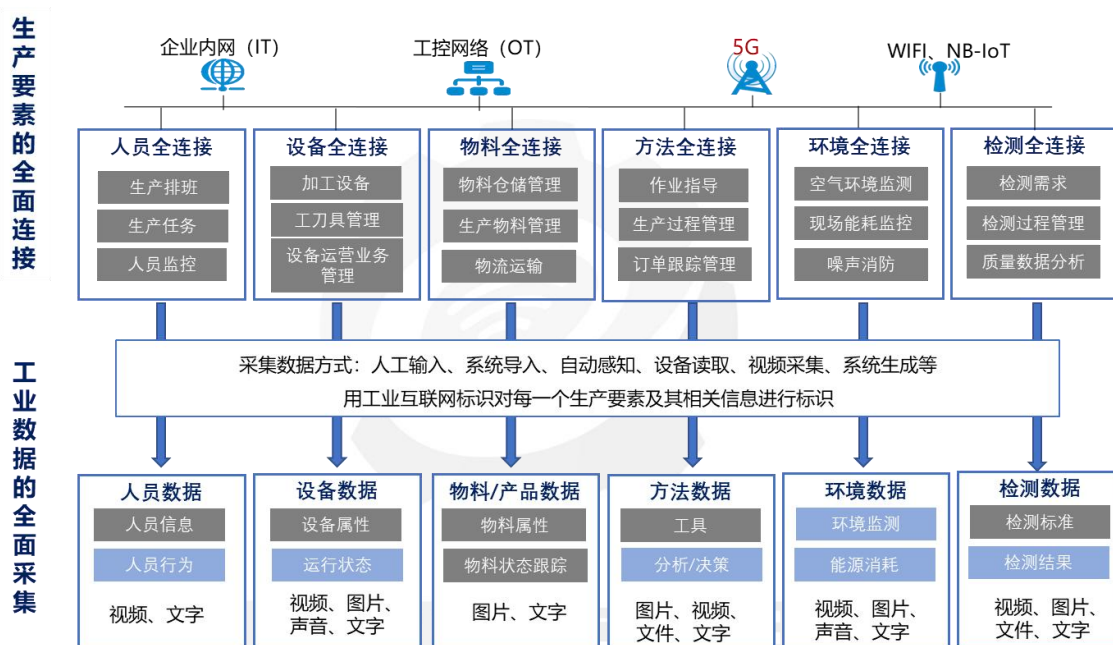 生产要素的全面连接
企业内网（IT）
工控网络（OT）
5G
WIFI、NB-IoT
人员全连接
生产排班
生产任务
人员监控
设备全连接
加工设备
工刀具管理
设备运营业务
管理
物料全连接
物料仓储管理
生产物料管理
物流运输
方法全连接
作业指导
生产过程管理
订单跟踪管理
环境全连接
空气环境监测
现场能耗监控
噪声消防
检测全连接
检测需求
检测过程管理
质量数据分析
工业数据的全面采集
采集数据方式：人工输入、系统导入、自动感知、设备读取、视频采集、系统生成等
用工业互联网标识对每一个生产要素及其相关信息进行标识
人员数据
人员信息
人员行为
视频、文字
设备数据
设备属性
运行状态
视频、图片、
声音、文字
物料/产品数据
物料属性
物料状态跟踪
图片、文字
方法数据
工具
分析/决策
图片、视频、
文件、文字
环境数据
环境监测
能源消耗
视频、图片、
声音、文字
检测数据
检测标准
检测结果
视频、图片、
文件、文字